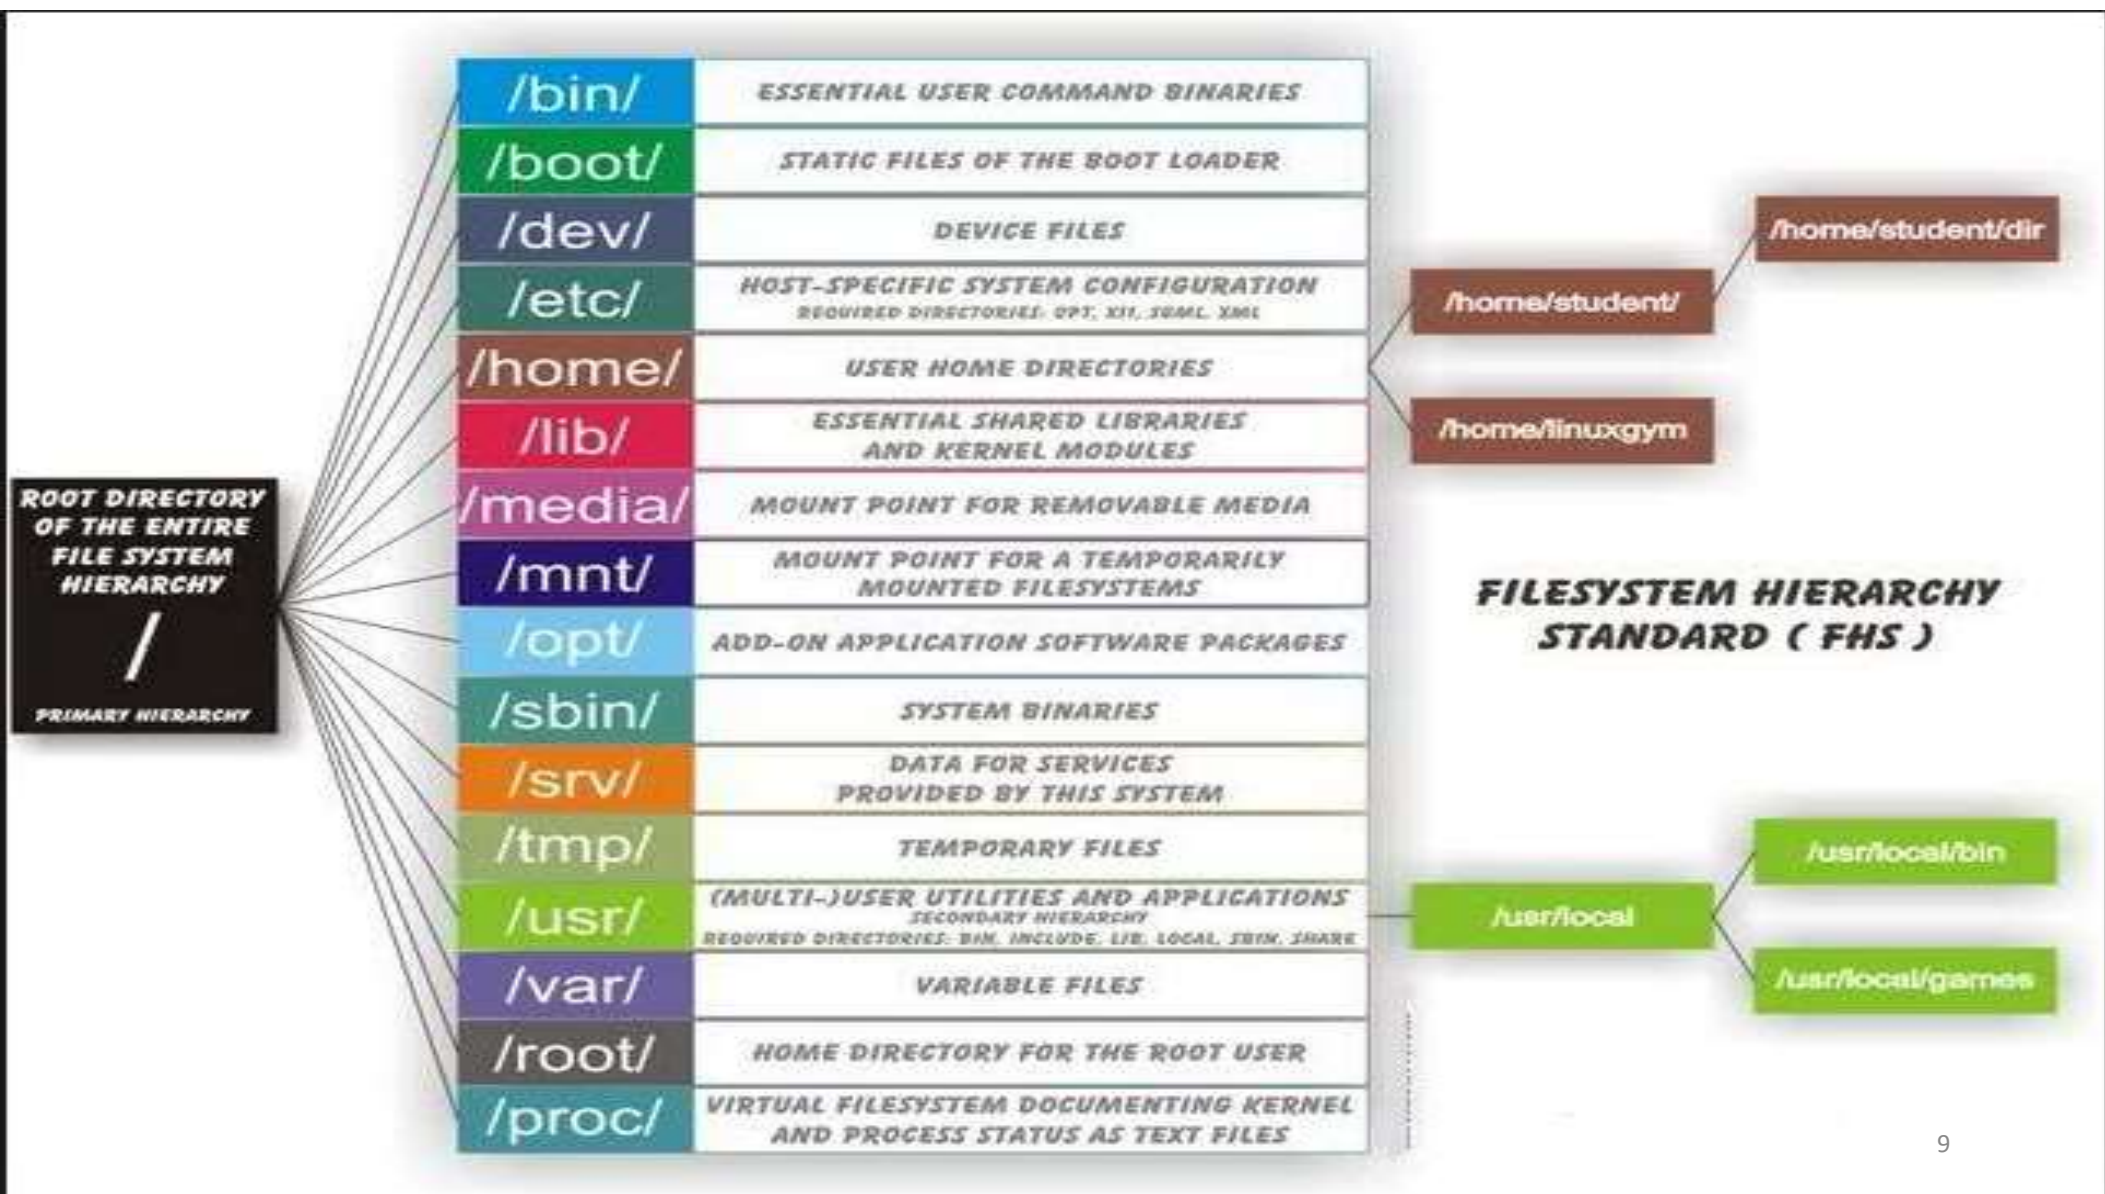 ROOT DIRECTORY
OF THE ENTIRE
FILE SYSTEM
HIERARCHY
/
PRIMARY HIERARCHY
/bin/
ESSENTIAL USER COMMAND BINARIES
/boot/
STATIC FILES OF THE BOOT LOADER
/dev/
DEVICE FILES
/etc/
HOST-SPECIFIC SYSTEM CONFIGURATION
REQUIRED DIRECTORIES: OPT, X11, SGML, XML
/home/
USER HOME DIRECTORIES
/lib/
ESSENTIAL SHARED LIBRARIES
AND KERNEL MODULES
/media/
MOUNT POINT FOR REMOVABLE MEDIA
/mnt/
MOUNT POINT FOR A TEMPORARILY
MOUNTED FILESYSTEMS
/opt/
ADD-ON APPLICATION SOFTWARE PACKAGES
/sbin/
SYSTEM BINARIES
/srv/
DATA FOR SERVICES
PROVIDED BY THIS SYSTEM
/tmp/
TEMPORARY FILES
/usr/
(MULTI-)USER UTILITIES AND APPLICATIONS
SECONDARY HIERARCHY
REQUIRED DIRECTORIES: BIN, INCLUDE, LIB, LOCAL, SBIN, SHARE
/var/
VARIABLE FILES
/root/
HOME DIRECTORY FOR THE ROOT USER
/proc/
VIRTUAL FILESYSTEM DOCUMENTING KERNEL
AND PROCESS STATUS AS TEXT FILES
/home/student/
/home/student/dir
/home/linuxgym
FILESYSTEM HIERARCHY
STANDARD ( FHS )
/usr/local
/usr/local/bin
/usr/local/games
9